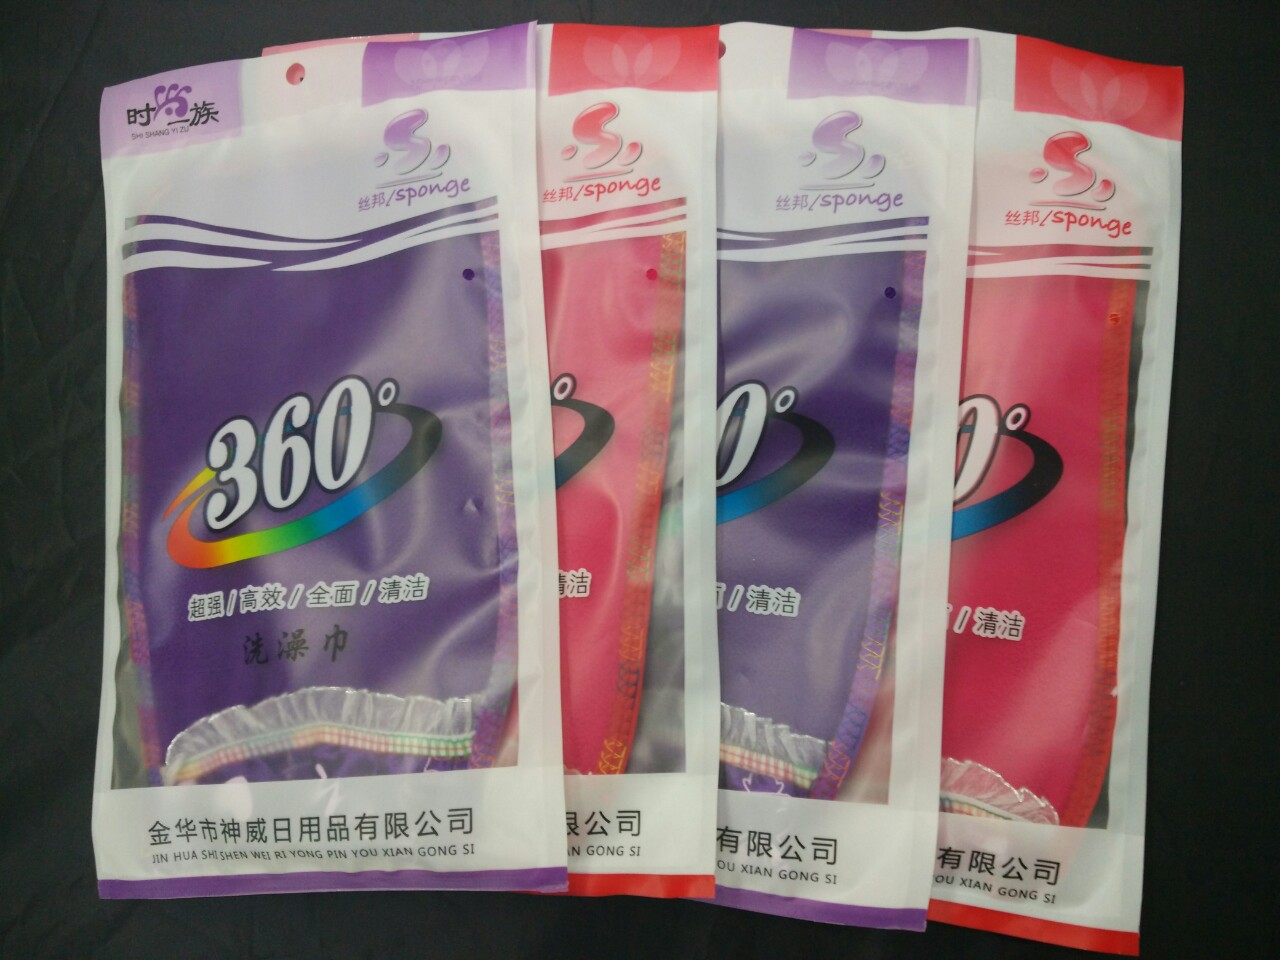 时尚一族
SHI SHANG YI ZU
丝邦/sponge
360°
超强/高效/全面/清洁
洗澡巾
金华市神威日用品有限公司
JIN HUA SHI SHEN WEI RI YONG PIN YOU XIAN GONG SI
丝邦/sponge
清洁
限公司
AN GONG SI
丝邦/sponge
0°
/清洁
有限公司
OU XIAN GONG SI
丝邦/sponge
0°
/清洁
有限公司
YOU XIAN GONG SI